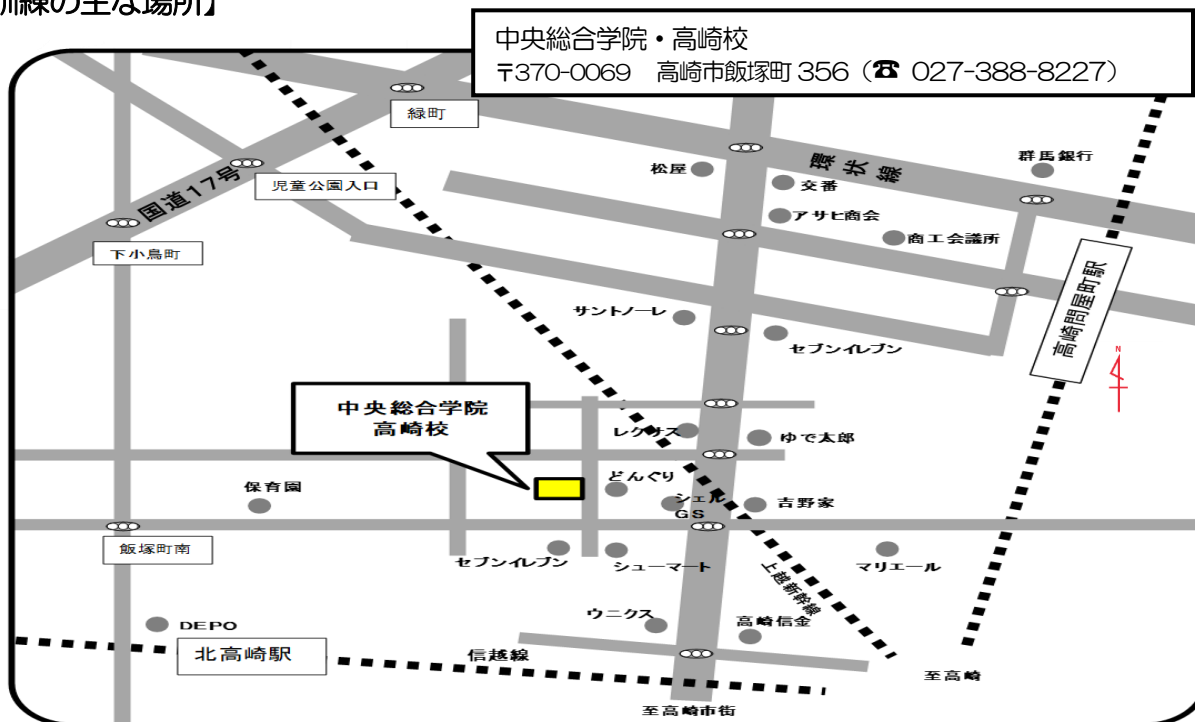 訓練の主な場所】
中央総合学院・高崎校
〒370-0069 高崎市飯塚町 356 (☎ 027-388-8227)
緑町
国道17号
児童公園入口
下小鳥町
松屋
環状線
群馬銀行
交番
アサヒ商会
商工会議所
高崎問屋町駅
N
サントノーレ
セブンイレブン
中央総合学院
高崎校
レクサス
ゆで太郎
どんぐり
保育園
シェル
GS
吉野家
飯塚町南
セブンイレブン
シューマート
マリエール
上越新幹線
ウニクス
高崎信金
DEPO
北高崎駅
信越線
至高崎
至高崎市街